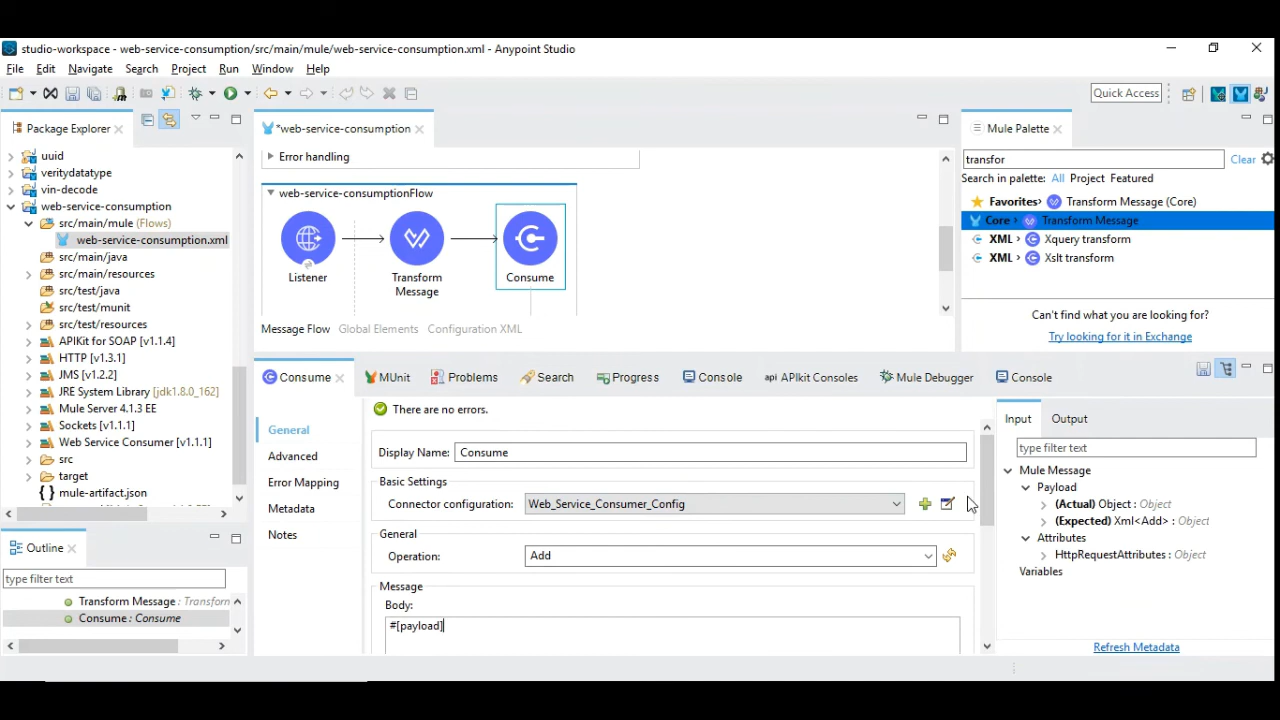 studio-workspace - web-service-consumption/src/main/mule/web-service-consumption.xml - Anypoint Studio
File Edit Navigate Search Project Run Window Help
Quick Access
Package Explorer
uuid
veritydatatype
vin-decode
web-service-consumption
src/main/mule (Flows)
web-service-consumption.xml
src/main/java
src/main/resources
src/test/java
src/test/munit
src/test/resources
APIKit for SOAP [v1.1.4]
HTTP [v1.3.1]
JMS [v1.2.2]
JRE System Library [jdk1.8.0_162]
Mule Server 4.1.3 EE
Sockets [v1.1.1]
Web Service Consumer [v1.1.1]
src
target
mule-artifact.json
Outline
type filter text
Transform Message : Transforn
Consume : Consume
*web-service-consumption
Error handling
web-service-consumptionFlow
Listener
Transform
Message
Consume
Message Flow Global Elements Configuration XML
Mule Palette
transfor
Clear
Search in palette: All Project Featured
Favorites> Transform Message (Core)
Core > Transform Message
XML > Xquery transform
XML > Xslt transform
Can't find what you are looking for?
Try looking for it in Exchange
Consume MUnit Problems Search Progress Console API APIkit Consoles Mule Debugger Console
General
Advanced
Error Mapping
Metadata
Notes
There are no errors.
Display Name: Consume
Basic Settings
Connector configuration: Web_Service_Consumer_Config
General
Operation: Add
Message
Body:
#[payload]
Input Output
type filter text
Mule Message
Payload
(Actual) Object : Object
(Expected) Xml<Add> : Object
Attributes
HttpRequestAttributes : Object
Variables
Refresh Metadata